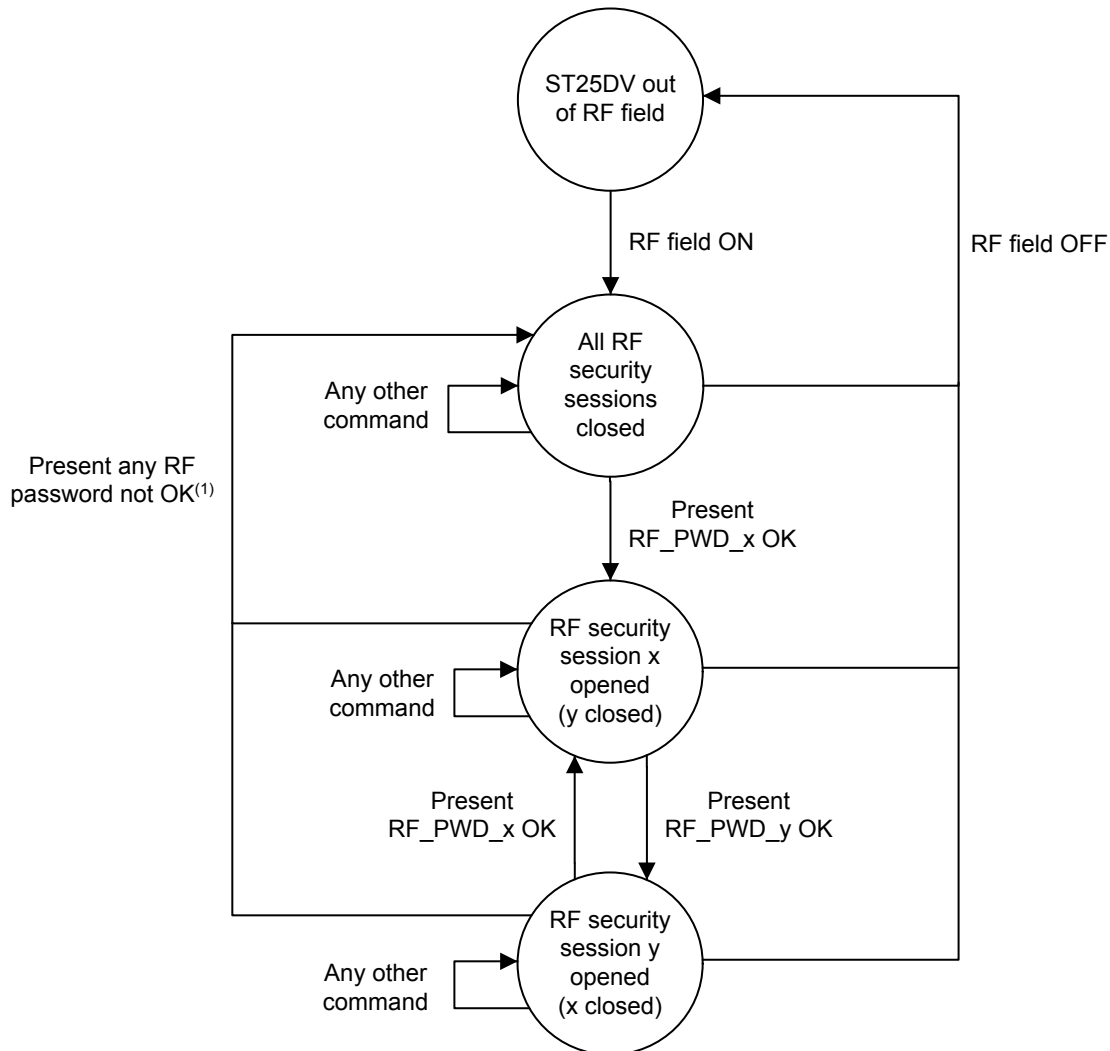 ST25DV out
of RF field
RF field ON
RF field OFF
All RF
security
sessions
closed
Any other
command
Present any RF
password not OK(1)
Present
RF_PWD_x OK
RF security
session x
opened
(y closed)
Any other
command
Present
RF_PWD_x OK
Present
RF_PWD_y OK
RF security
session y
opened
(x closed)
Any other
command